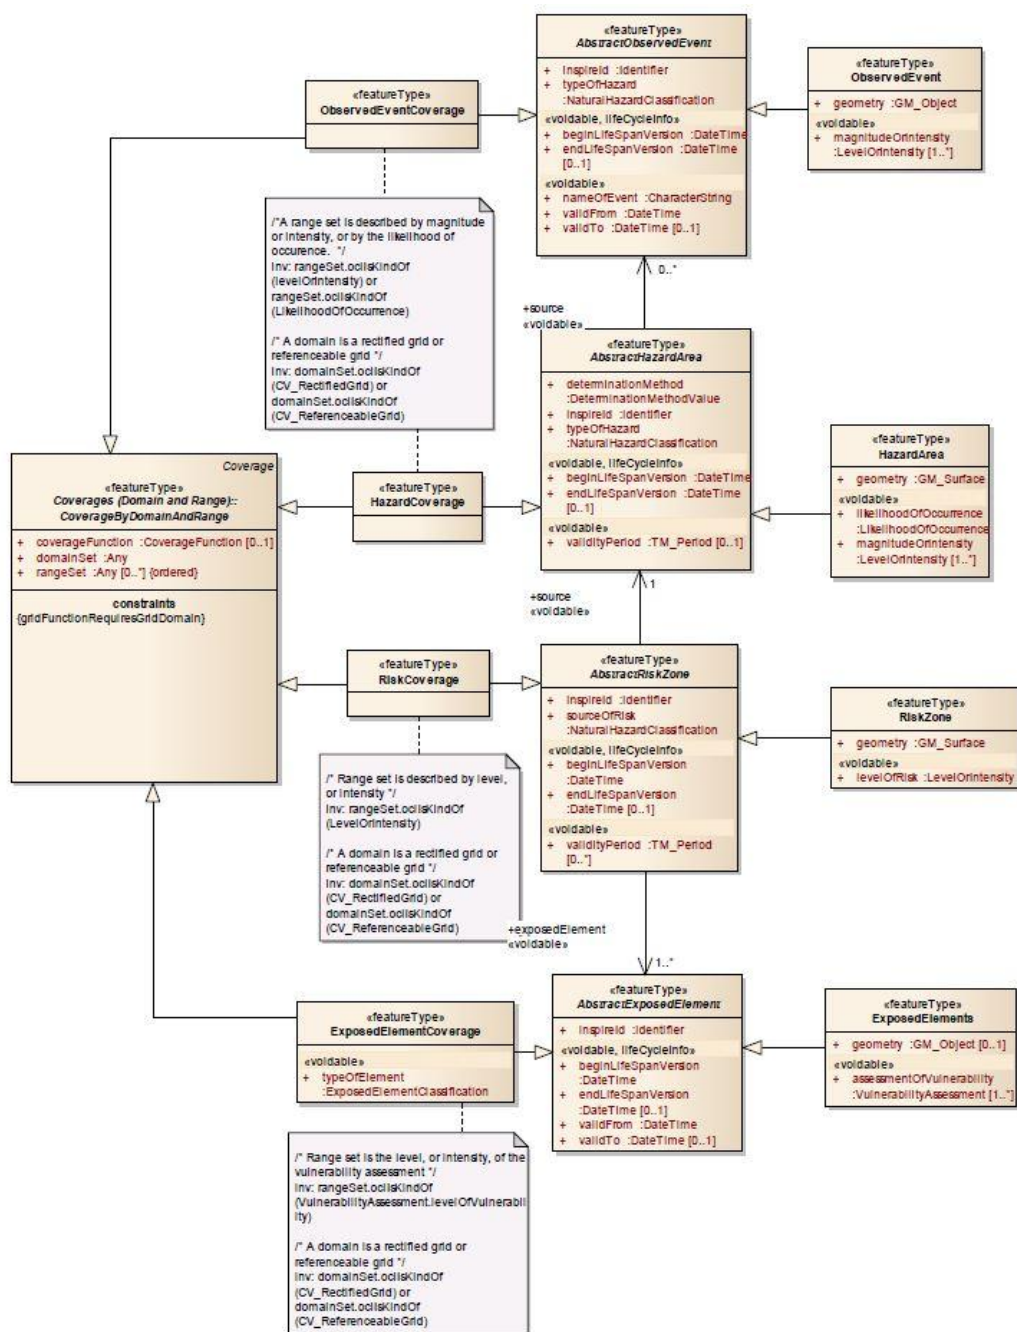 «featureType»
AbstractObservedEvent
+ inspireId :Identifier
+ typeOfHazard
:NaturalHazardClassification
«voidable, lifeCycleInfo»
+ beginLifeSpanVersion :DateTime
+ endLifeSpanVersion :DateTime
[0..1]
«voidable»
+ nameOfEvent :CharacterString
+ validFrom :DateTime
+ validTo :DateTime [0..1]
«featureType»
ObservedEvent
+ geometry :GM_Object
«voidable»
+ magnitudeOrIntensity
:LevelOrIntensity [1..*]
«featureType»
ObservedEventCoverage
/*A range set is described by magnitude
or intensity, or by the likelihood of
occurence. */
Inv: rangeSet.oclIsKindOf
(levelOrIntensity) or
rangeSet.oclIsKindOf
(LikelihoodOfOccurrence)
/* A domain is a rectified grid or
referenceable grid */
Inv: domainSet.oclIsKindOf
(CV_RectifiedGrid) or
domainSet.oclIsKindOf
(CV_ReferenceableGrid)
0..*
+source
«voidable»
«featureType»
AbstractHazardArea
+ determinationMethod
:DeterminationMethodValue
+ inspireId :Identifier
+ typeOfHazard
:NaturalHazardClassification
«voidable, lifeCycleInfo»
+ beginLifeSpanVersion :DateTime
+ endLifeSpanVersion :DateTime
[0..1]
«voidable»
+ validityPeriod :TM_Period [0..1]
«featureType»
HazardArea
+ geometry :GM_Surface
«voidable»
+ likelihoodOfOccurrence
:LikelihoodOfOccurrence
+ magnitudeOrIntensity
:LevelOrIntensity [1..*]
«featureType»
HazardCoverage
Coverage
«featureType»
Coverages (Domain and Range)::
CoverageByDomainAndRange
+ coverageFunction :CoverageFunction [0..1]
+ domainSet :Any
+ rangeSet :Any [0..*] {ordered}
constraints
{gridFunctionRequiresGridDomain}
1
+source
«voidable»
«featureType»
RiskCoverage
«featureType»
AbstractRiskZone
+ inspireId :Identifier
+ sourceOfRisk
:NaturalHazardClassification
«voidable, lifeCycleInfo»
+ beginLifeSpanVersion
:DateTime
+ endLifeSpanVersion
:DateTime [0..1]
«voidable»
+ validityPeriod :TM_Period
[0..*]
«featureType»
RiskZone
+ geometry :GM_Surface
«voidable»
+ levelOfRisk :LevelOrIntensity
/* Range set is described by level,
or intensity */
Inv: rangeSet.oclIsKindOf
(LevelOrIntensity)
/* A domain is a rectified grid or
referenceable grid */
Inv: domainSet.oclIsKindOf
(CV_RectifiedGrid) or
domainSet.oclIsKindOf
(CV_ReferenceableGrid)
+exposedElement
«voidable»
1..*
«featureType»
AbstractExposedElement
+ inspireId :Identifier
«voidable, lifeCycleInfo»
+ beginLifeSpanVersion
:DateTime
+ endLifeSpanVersion
:DateTime [0..1]
+ validFrom :DateTime
+ validTo :DateTime [0..1]
«featureType»
ExposedElements
+ geometry :GM_Object [0..1]
«voidable»
+ assessmentOfVulnerability
:VulnerabilityAssessment [1..*]
«featureType»
ExposedElementCoverage
«voidable»
+ typeOfElement
:ExposedElementClassification
/* Range set is the level, or intensity, of the
vulnerability assessment */
Inv: rangeSet.oclIsKindOf
(VulnerabilityAssessment.levelOfVulnerabil
ity)
/* A domain is a rectified grid or
referenceable grid */
Inv: domainSet.oclIsKindOf
(CV_RectifiedGrid) or
domainSet.oclIsKindOf
(CV_ReferenceableGrid)